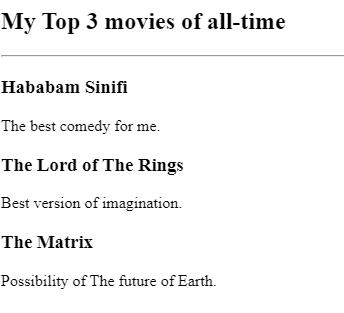 My Top 3 movies of all-time
Hababam Sinifi
The best comedy for me.
The Lord of The Rings
Best version of imagination.
The Matrix
Possibility of The future of Earth.